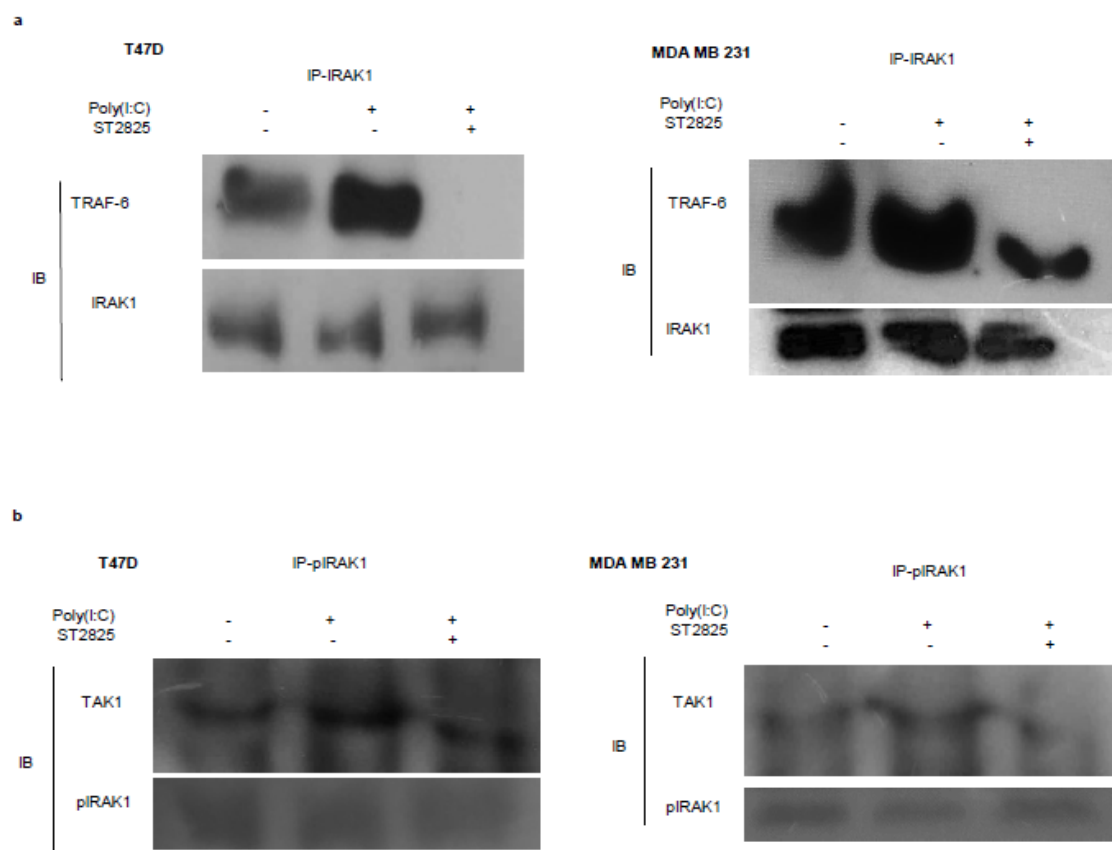 a
T47D
IP-IRAK1
Poly(I:C) - + +
ST2825 - - +
TRAF-6
IB
IRAK1
MDA MB 231
IP-IRAK1
Poly(I:C) - + +
ST2825 - - +
TRAF-6
IB
IRAK1
b
T47D
IP-pIRAK1
Poly(I:C) - + +
ST2825 - - +
TAK1
IB
pIRAK1
MDA MB 231
IP-pIRAK1
Poly(I:C) - + +
ST2825 - - +
TAK1
IB
pIRAK1